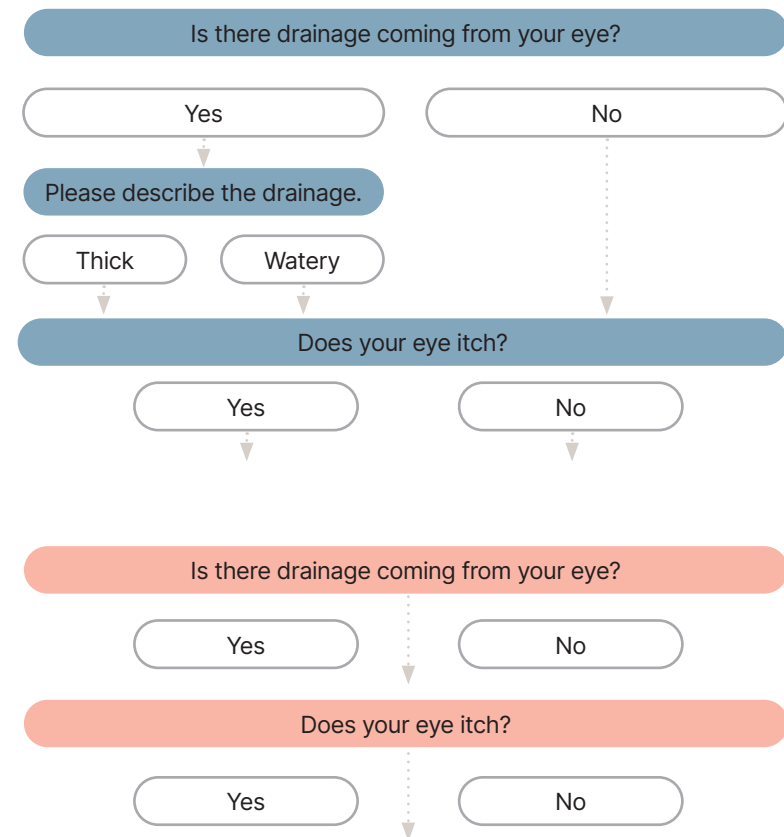 Is there drainage coming from your eye?
Yes
No
Please describe the drainage.
Thick
Watery
Does your eye itch?
Yes
No
Is there drainage coming from your eye?
Yes
No
Does your eye itch?
Yes
No